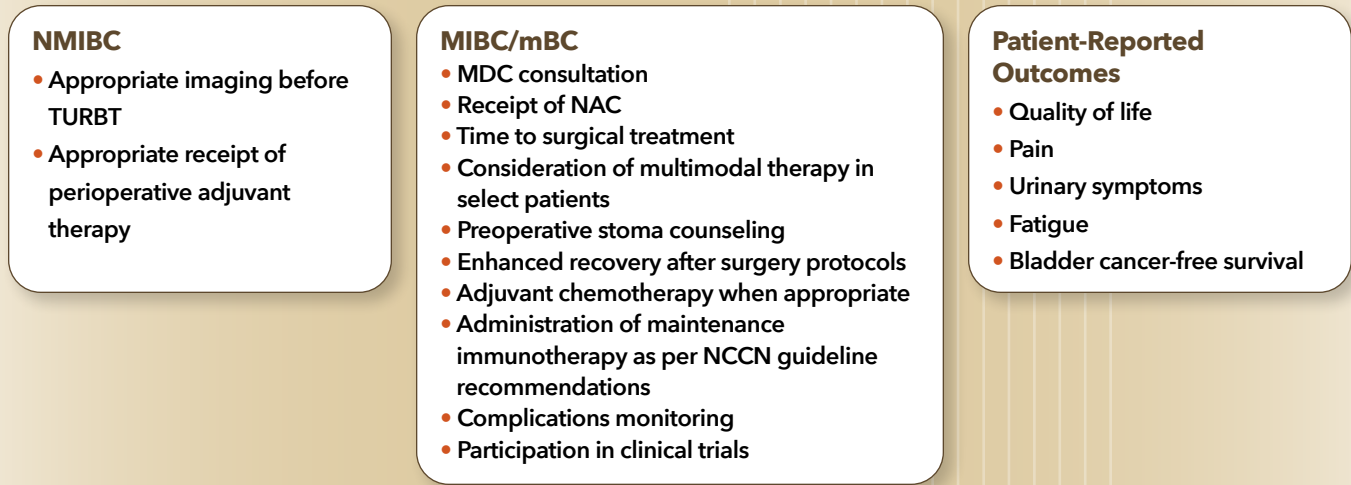 NMIBC
• Appropriate imaging before
TURBT
• Appropriate receipt of
perioperative adjuvant
therapy
MIBC/mBC
• MDC consultation
• Receipt of NAC
• Time to surgical treatment
• Consideration of multimodal therapy in
select patients
• Preoperative stoma counseling
• Enhanced recovery after surgery protocols
• Adjuvant chemotherapy when appropriate
• Administration of maintenance
immunotherapy as per NCCN guideline
recommendations
• Complications monitoring
• Participation in clinical trials
Patient-Reported
Outcomes
• Quality of life
• Pain
• Urinary symptoms
• Fatigue
• Bladder cancer-free survival